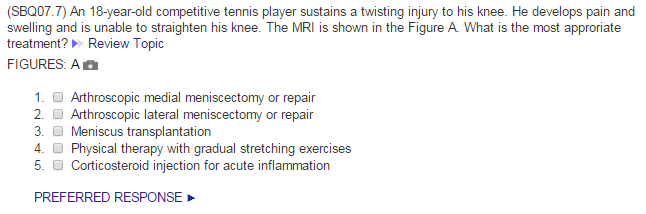 (SBQ07.7) An 18-year-old competitive tennis player sustains a twisting injury to his knee. He develops pain and
swelling and is unable to straighten his knee. The MRI is shown in the Figure A. What is the most approriate
treatment? Review Topic
FIGURES: A
1. Arthroscopic medial meniscectomy or repair
2. Arthroscopic lateral meniscectomy or repair
3. Meniscus transplantation
4. Physical therapy with gradual stretching exercises
5. Corticosteroid injection for acute inflammation
PREFERRED RESPONSE ►